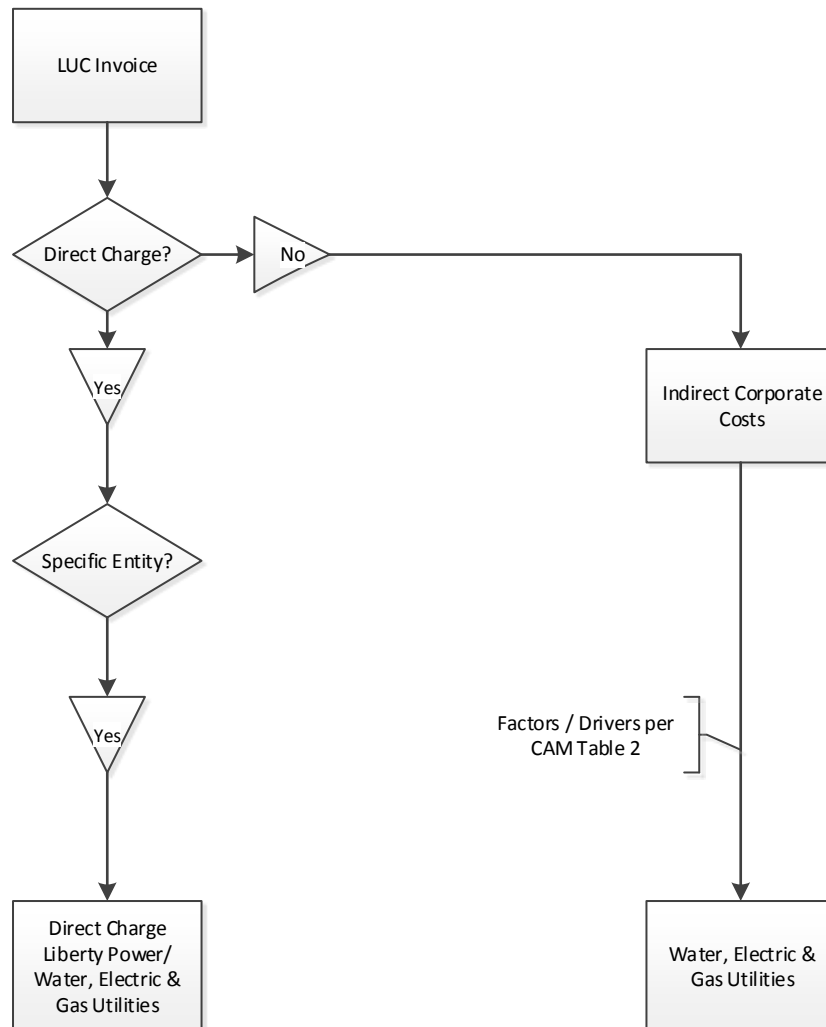 LUC Invoice
Direct Charge?
No
Yes
Indirect Corporate
Costs
Specific Entity?
Yes
Factors / Drivers per
CAM Table 2
Direct Charge
Liberty Power/
Water, Electric &
Gas Utilities
Water, Electric &
Gas Utilities